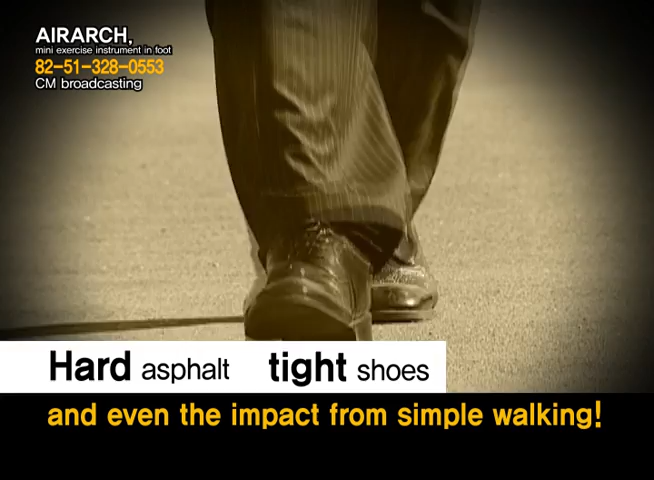 AIRARCH,
mini exercise instrument in foot
82-51-328-0553
CM broadcasting
Hard asphalt tight shoes
and even the impact from simple walking!